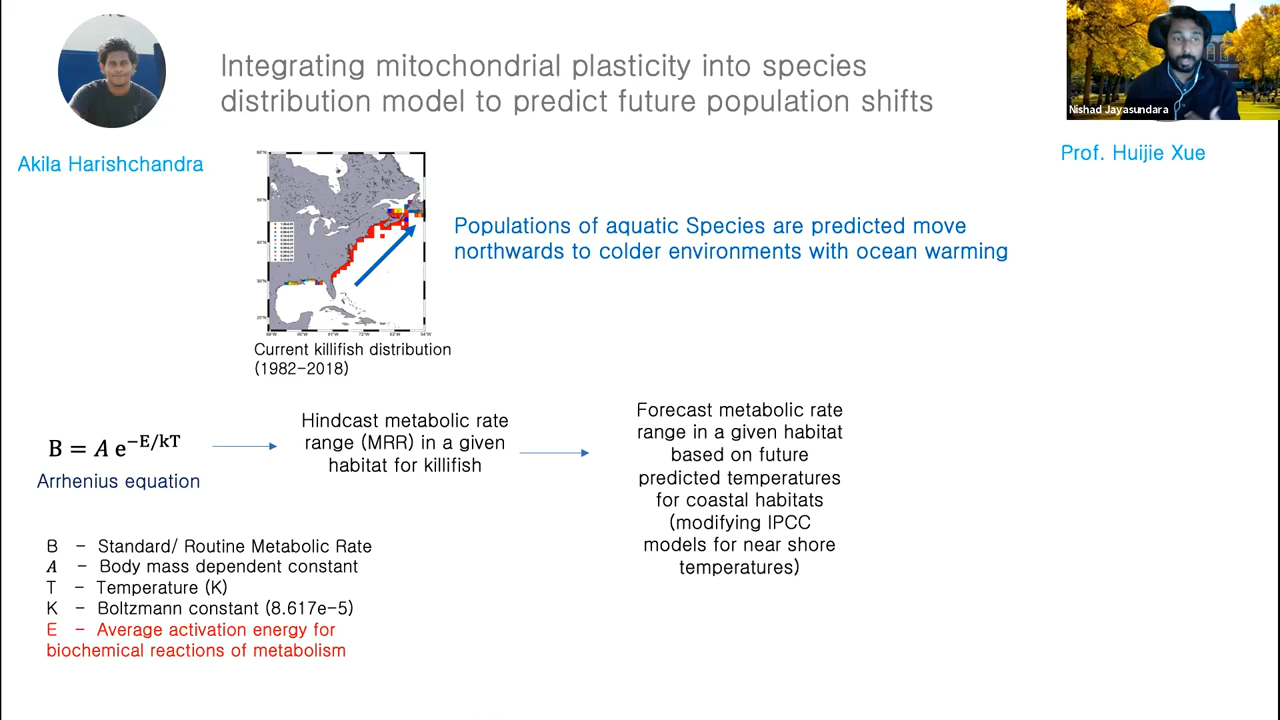 Integrating mitochondrial plasticity into species
distribution model to predict future population shifts
Nishad Jayasundara
Akila Harishchandra
Prof. Huijie Xue
Populations of aquatic Species are predicted move
northwards to colder environments with ocean warming
Current killifish distribution
(1982-2018)
B = A e^{-E/kT}
Arrhenius equation
Hindcast metabolic rate
range (MRR) in a given
habitat for killifish
Forecast metabolic rate
range in a given habitat
based on future
predicted temperatures
for coastal habitats
(modifying IPCC
models for near shore
temperatures)
B – Standard/ Routine Metabolic Rate
A – Body mass dependent constant
T – Temperature (K)
K – Boltzmann constant (8.617e-5)
E – Average activation energy for
biochemical reactions of metabolism